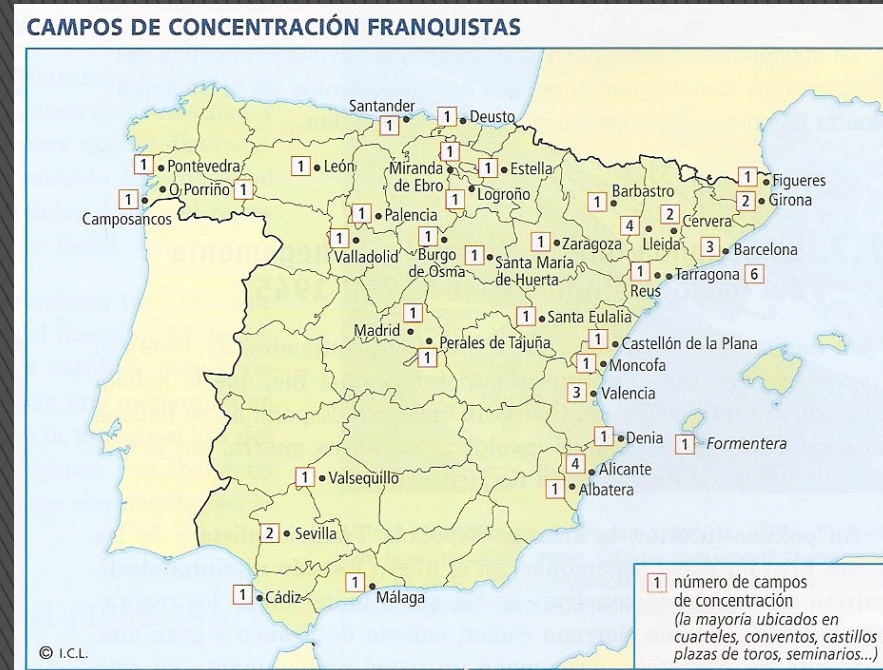 CAMPOS DE CONCENTRACIÓN FRANQUISTAS
Santander
1
1
Deusto
1
Pontevedra
1
León
1
Miranda
de Ebro
1
Estella
O Porriño
1
1
Camposancos
1
Logroño
1
Barbastro
1
Figueres
2
Girona
1
Palencia
4
Lleida
2
Cervera
1
Valladolid
1
Burgo
de Osma
1
Santa María
de Huerta
1
Zaragoza
3
Barcelona
1
Reus
Tarragona
6
1
Madrid
1
Santa Eulalia
Perales de Tajuña
1
1
Castellón de la Plana
1
Moncofa
3
Valencia
1
Denia
1
Formentera
4
Alicante
1
Albatera
1
Valsequillo
2
Sevilla
1
Cádiz
1
Málaga
1
número de campos
de concentración
(la mayoría ubicados en
cuarteles, conventos, castillos
plazas de toros, seminarios...)
© I.C.L.